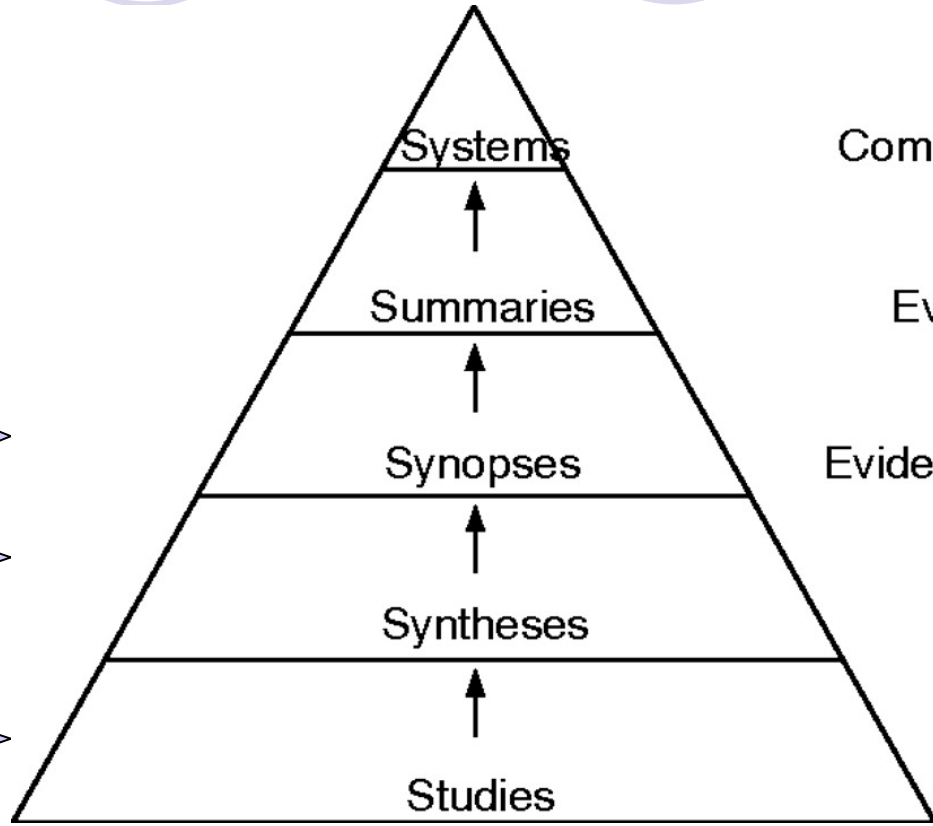 Systems Com
Summaries Ev
Synopses Evide
Syntheses
Studies